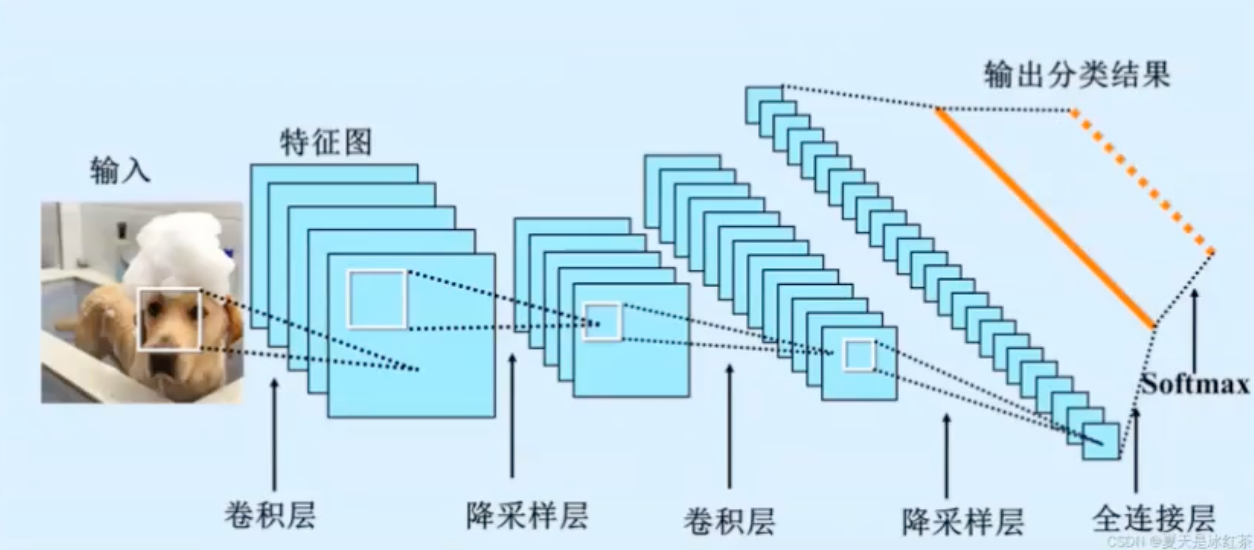 输出分类结果
特征图
输入
Softmax
卷积层
降采样层
卷积层
降采样层
全连接层
CSDN @夏天是冰红茶